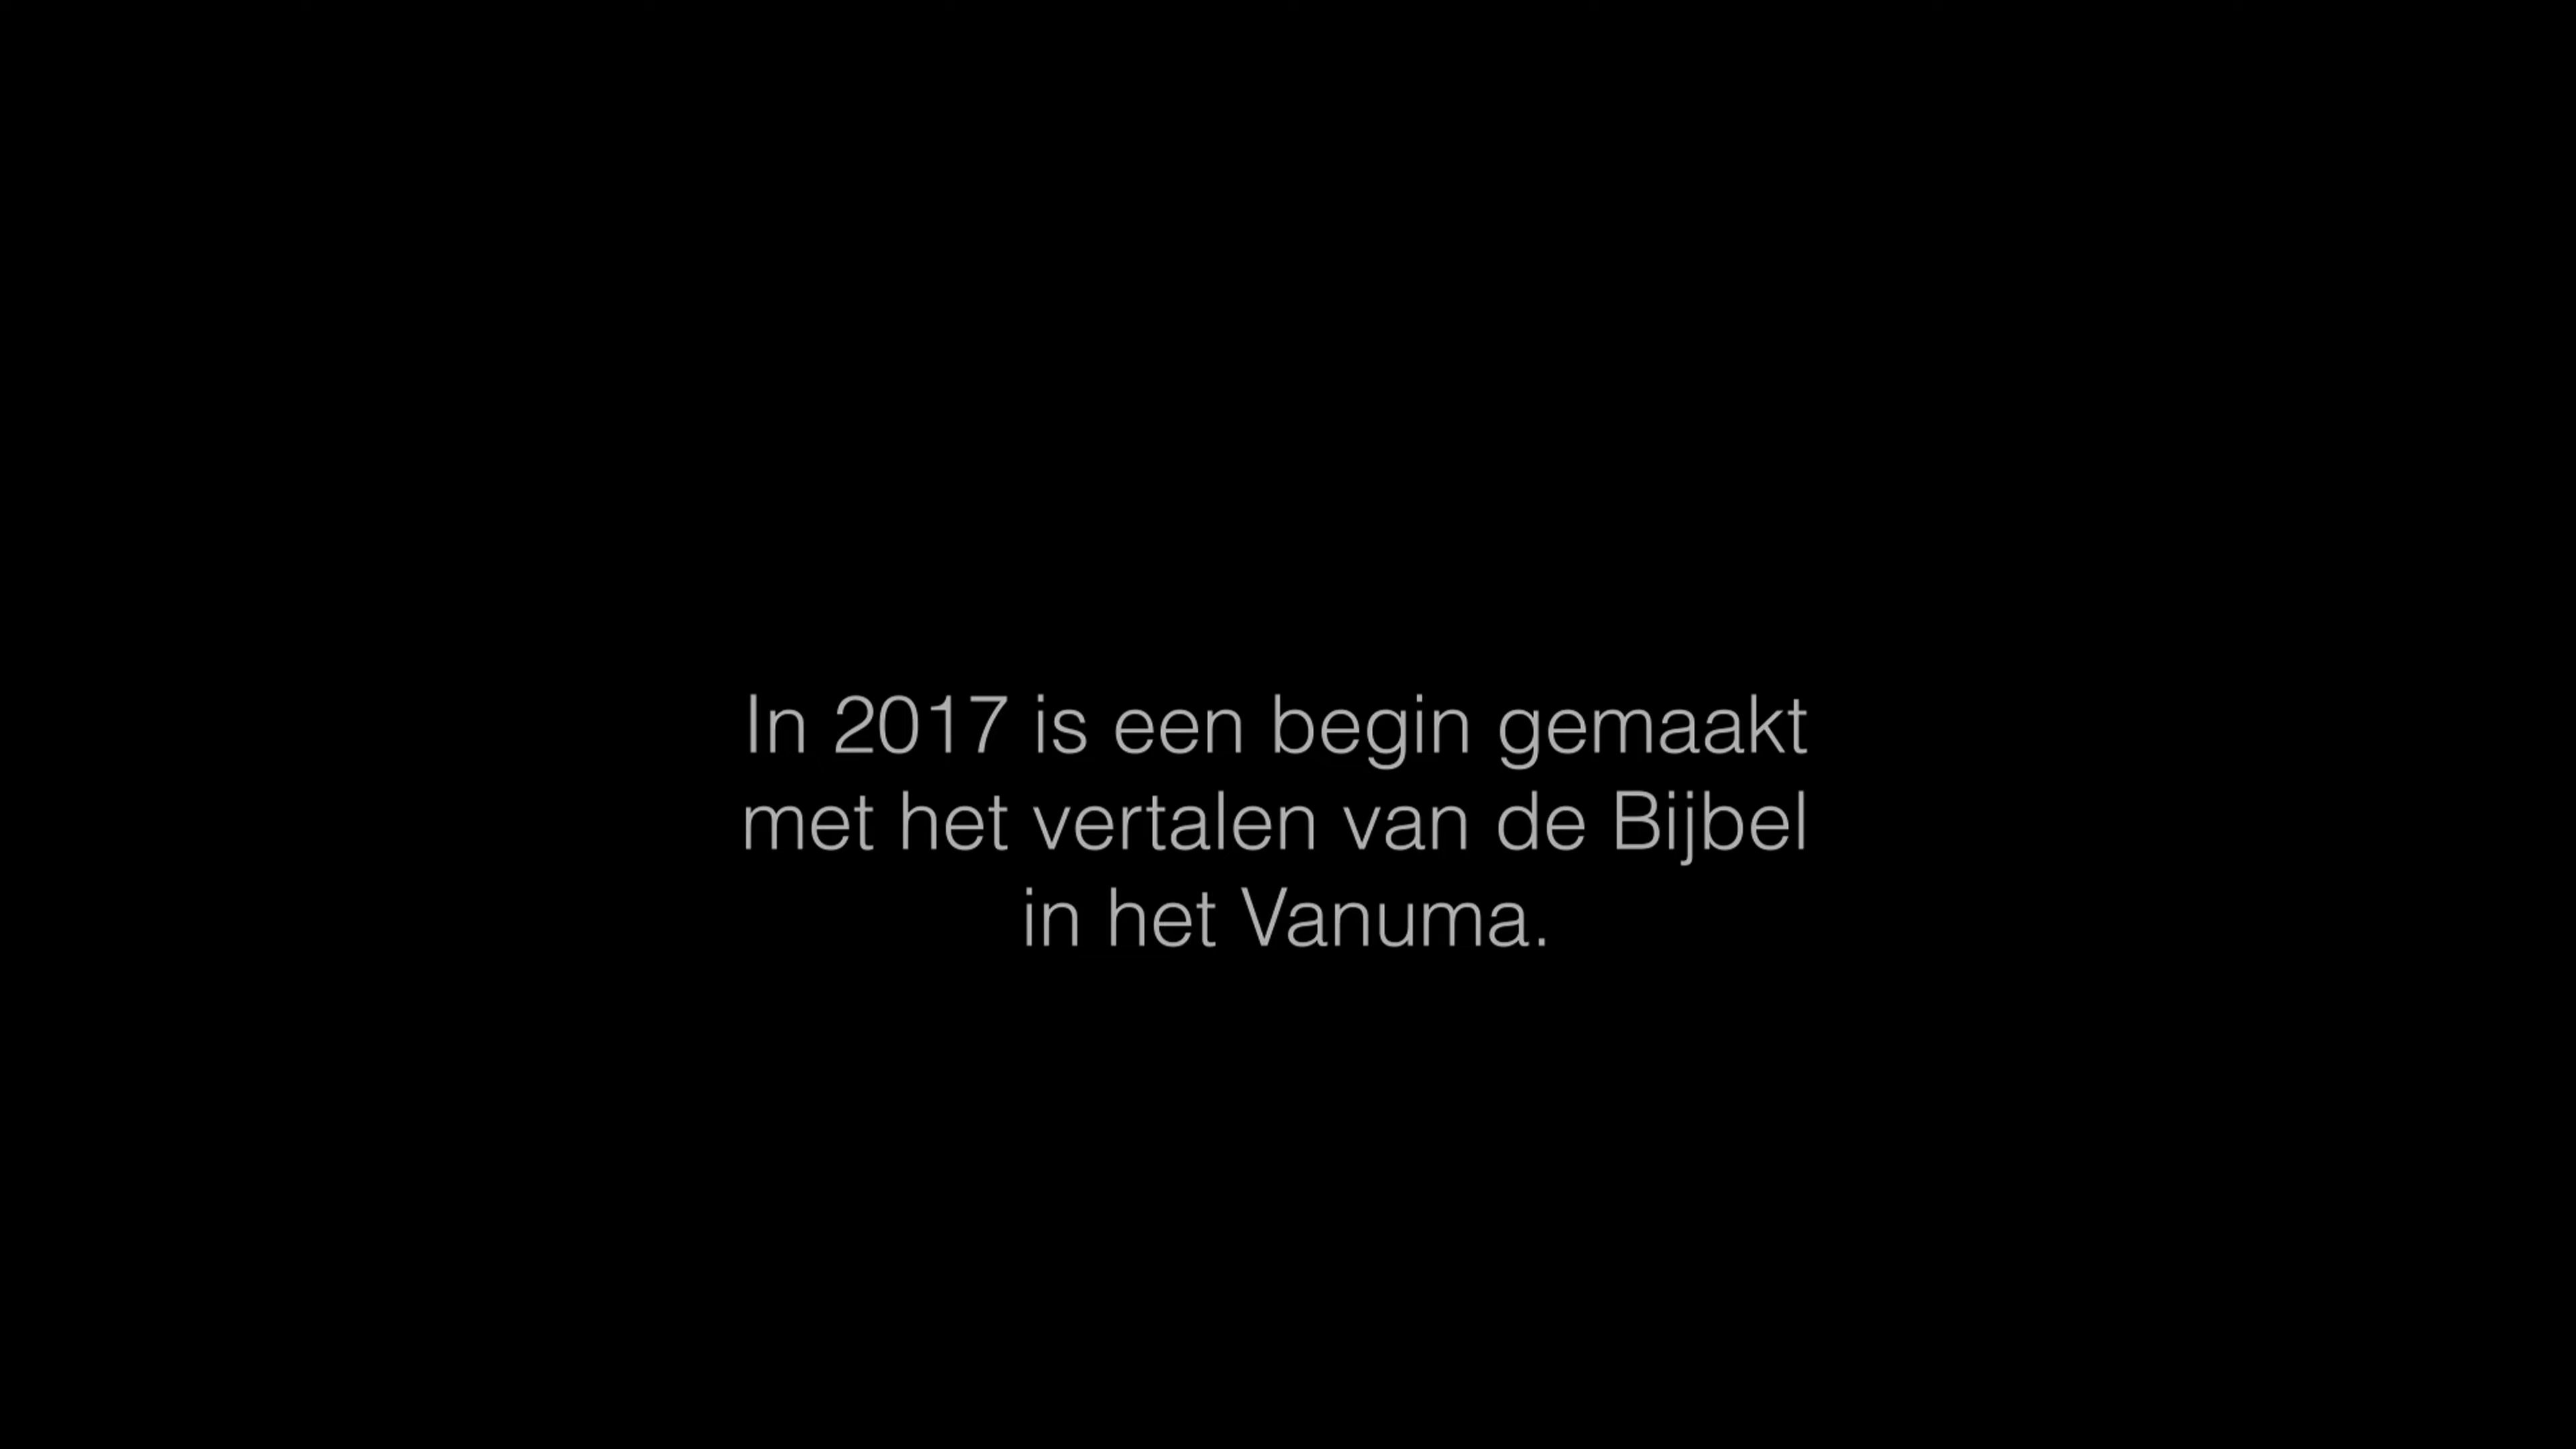 In 2017 is een begin gemaakt
met het vertalen van de Bijbel
in het Vanuma.